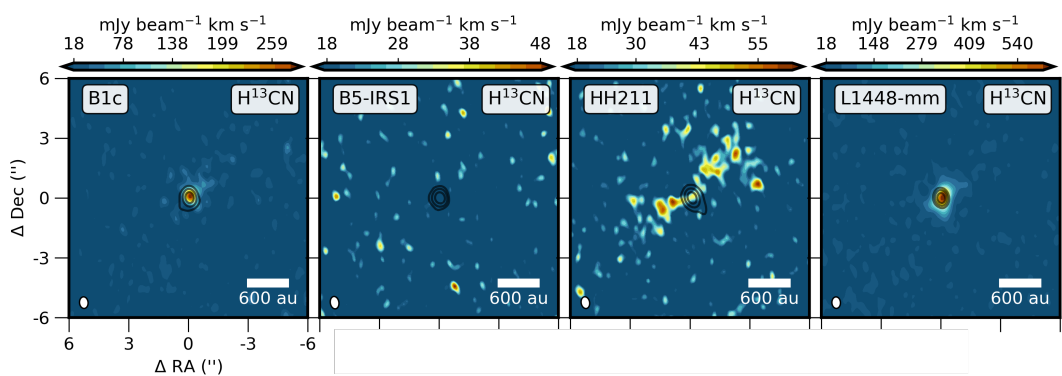 mJy beam⁻¹ km s⁻¹ mJy beam⁻¹ km s⁻¹ mJy beam⁻¹ km s⁻¹ mJy beam⁻¹ km s⁻¹
18 78 138 199 259 18 28 38 48 18 30 43 55 18 148 279 409 540
6
B1c H¹³CN B5-IRS1 H¹³CN HH211 H¹³CN L1448-mm H¹³CN
3
Δ Dec ('') 0
-3
600 au 600 au 600 au 600 au
-6
6 3 0 -3 -6
Δ RA ('')